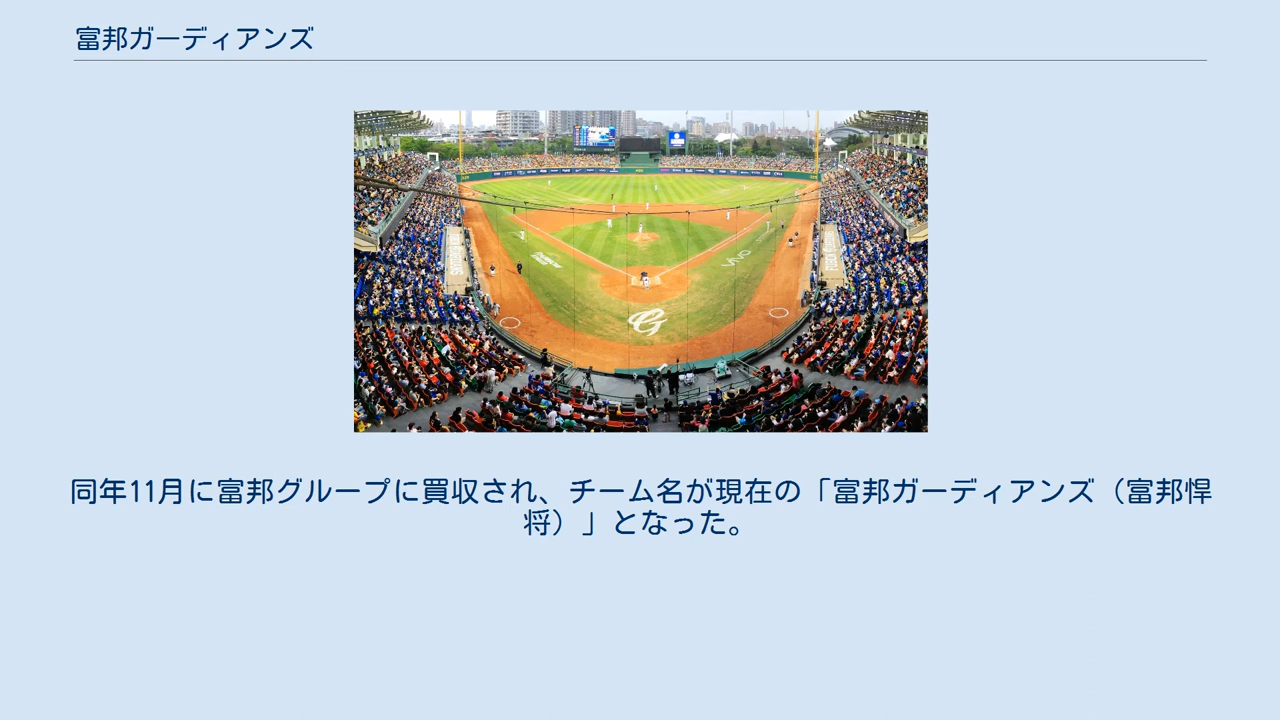 富邦ガーディアンズ
同年11月に富邦グループに買収され、チーム名が現在の「富邦ガーディアンズ（富邦悍
将）」となった。